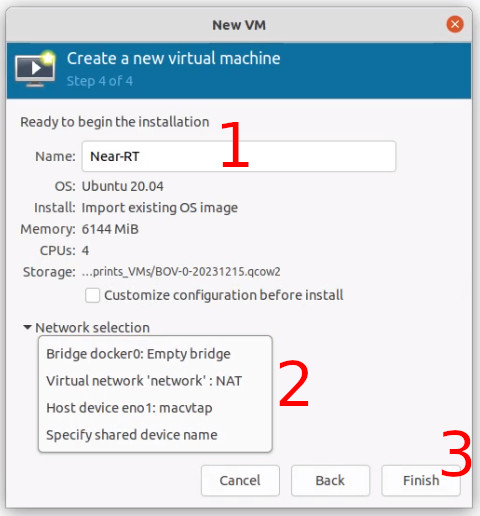 New VM
Create a new virtual machine
Step 4 of 4
Ready to begin the installation
1
Name: Near-RT
OS: Ubuntu 20.04
Install: Import existing OS image
Memory: 6144 MiB
CPUs: 4
Storage: ...prints_VMs/BOV-0-20231215.qcow2
Customize configuration before install
Network selection
Bridge docker0: Empty bridge
Virtual network 'network' : NAT
2
Host device eno1: macvtap
Specify shared device name
3
Cancel Back Finish